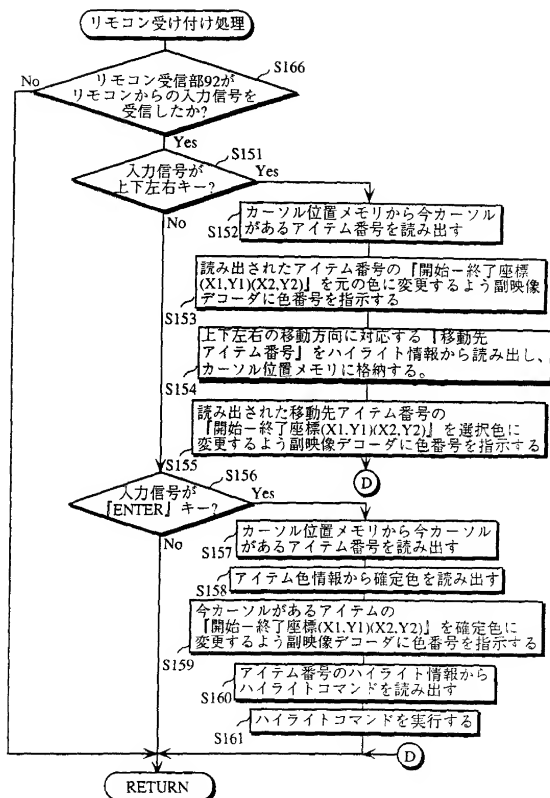 リモコン受け付け処理
S166
No
リモコン受信部92が
リモコンからの入力信号を
受信したか?
Yes
S151
入力信号が
上下左右キー?
Yes
No
S152
カーソル位置メモリから今カーソル
があるアイテム番号を読み出す
S153
読み出されたアイテム番号の『開始ー終了座標
(X1,Y1)(X2,Y2)』を元の色に変更するよう副映像
デコーダに色番号を指示する
S154
上下左右の移動方向に対応する『移動先
アイテム番号』をハイライト情報から読み出し、
カーソル位置メモリに格納する。
S155
読み出された移動先アイテム番号の
『開始ー終了座標(X1,Y1)(X2,Y2)』を選択色に
変更するよう副映像デコーダに色番号を指示する
D
S156
入力信号が
『ENTER』キー?
Yes
No
S157
カーソル位置メモリから今カーソル
があるアイテム番号を読み出す
S158
アイテム色情報から確定色を読み出す
S159
今カーソルがあるアイテムの
『開始ー終了座標(X1,Y1)(X2,Y2)』を確定色に
変更するよう副映像デコーダに色番号を指示する
S160
アイテム番号のハイライト情報から
ハイライトコマンドを読み出す
S161
ハイライトコマンドを実行する
D
RETURN